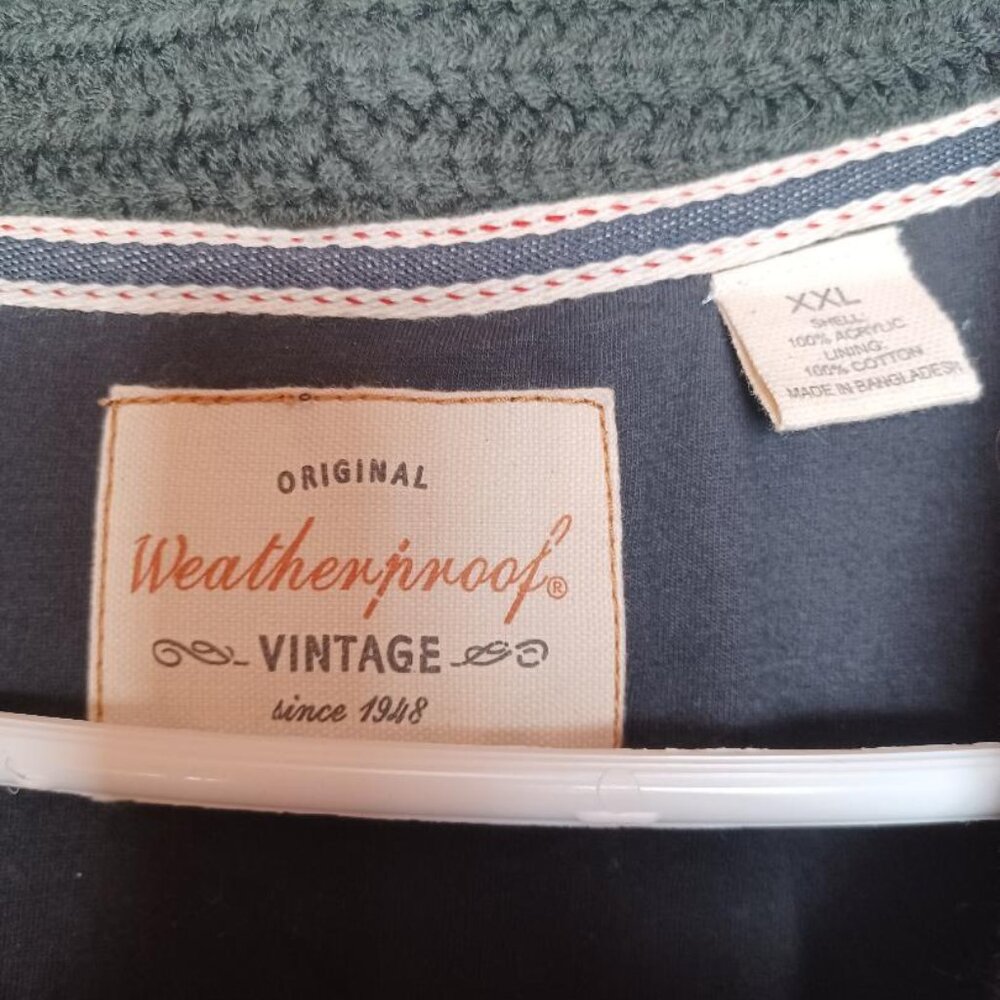 XXL
SHELL:
100% ACRYLIC
LINING:
100% COTTON
MADE IN BANGLADESH
ORIGINAL
Weatherproof®
VINTAGE
since 1948